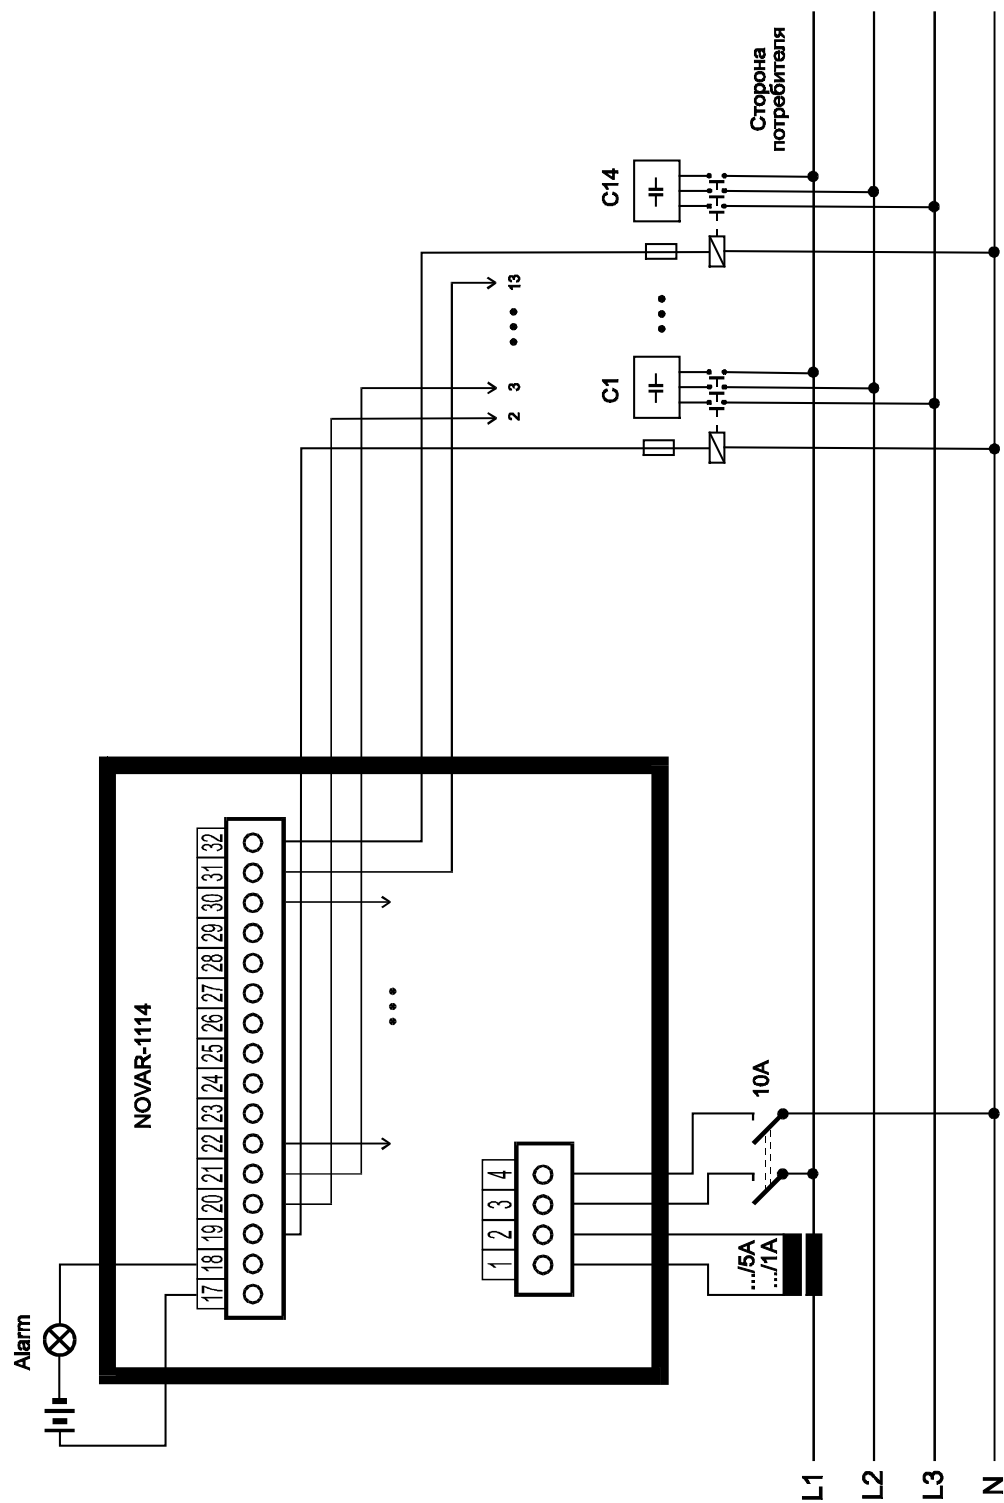 Alarm
NOVAR-1114
17 18 19 20 21 22 23 24 25 26 27 28 29 30 31 32
2 3 13
1 2 3 4
C1
C14
.../5A
.../1A
10A
Сторона
потребителя
L1
L2
L3
N